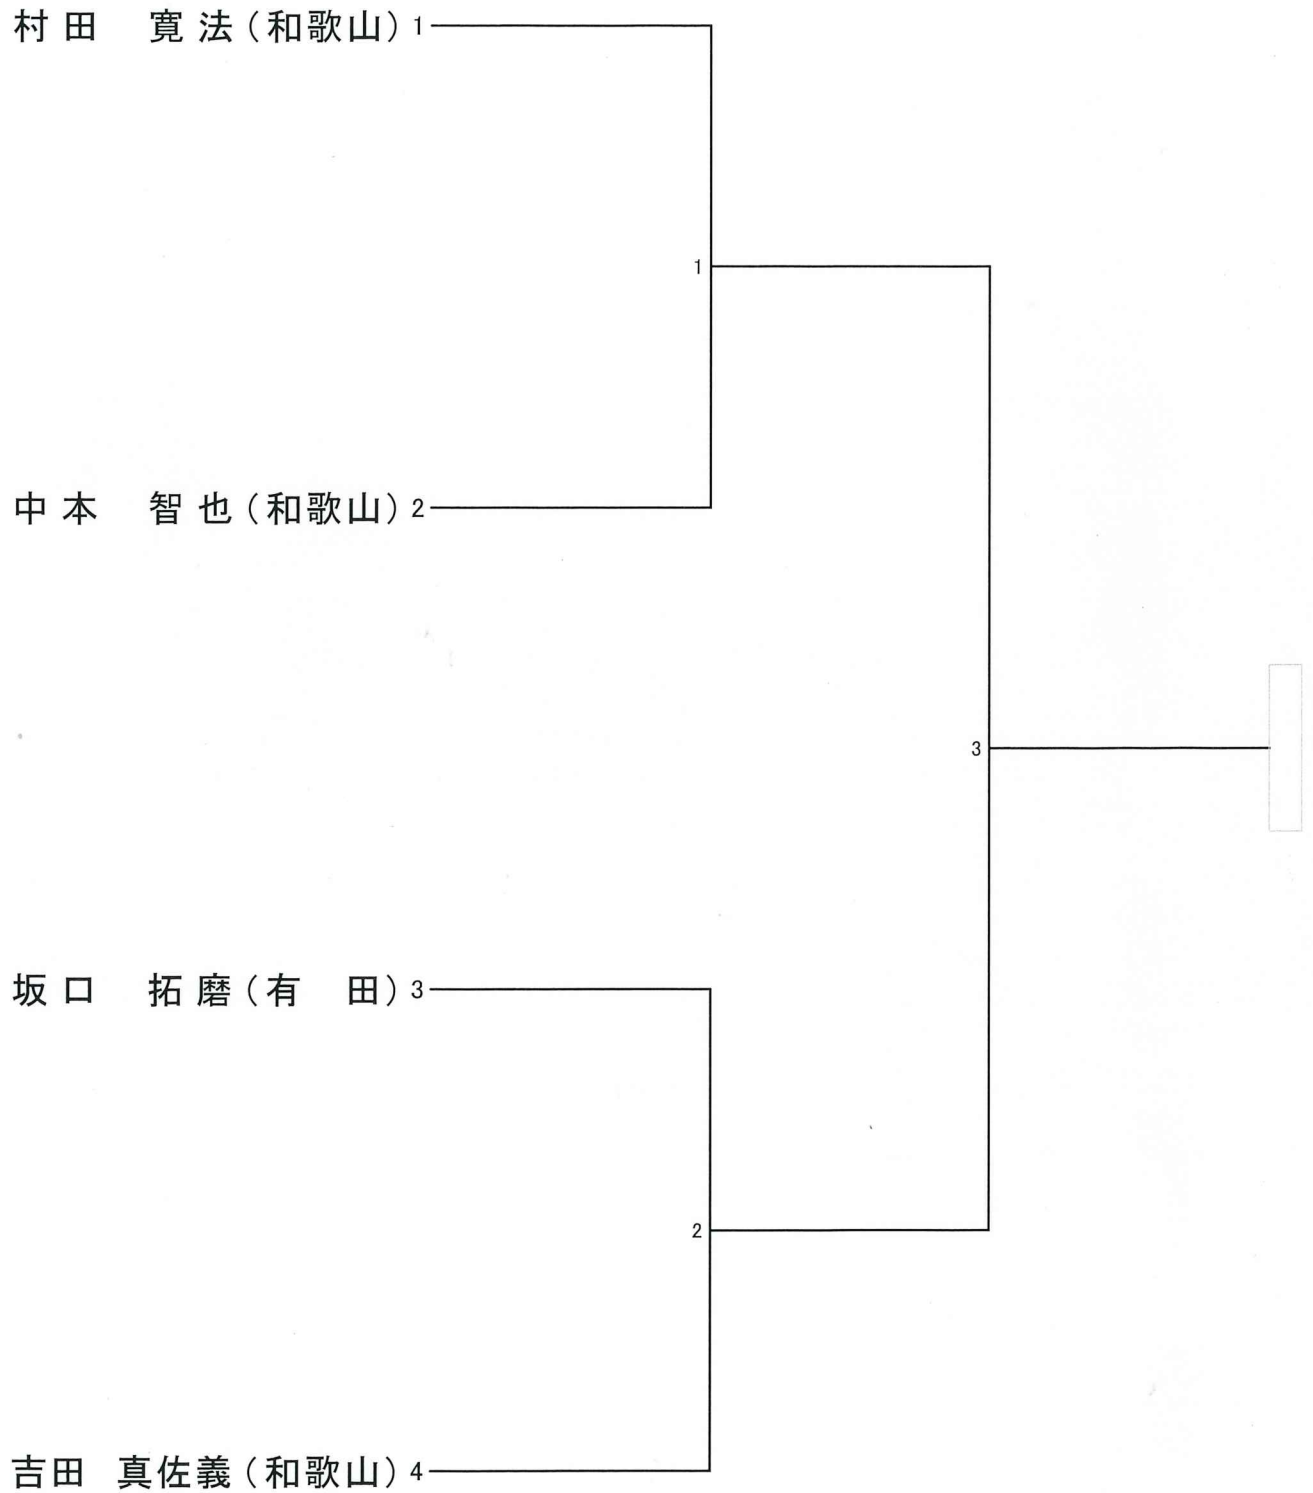 村田 寛法(和歌山) 1
1
中本 智也(和歌山) 2
3
坂口 拓磨(有 田) 3
2
吉田 真佐義(和歌山) 4